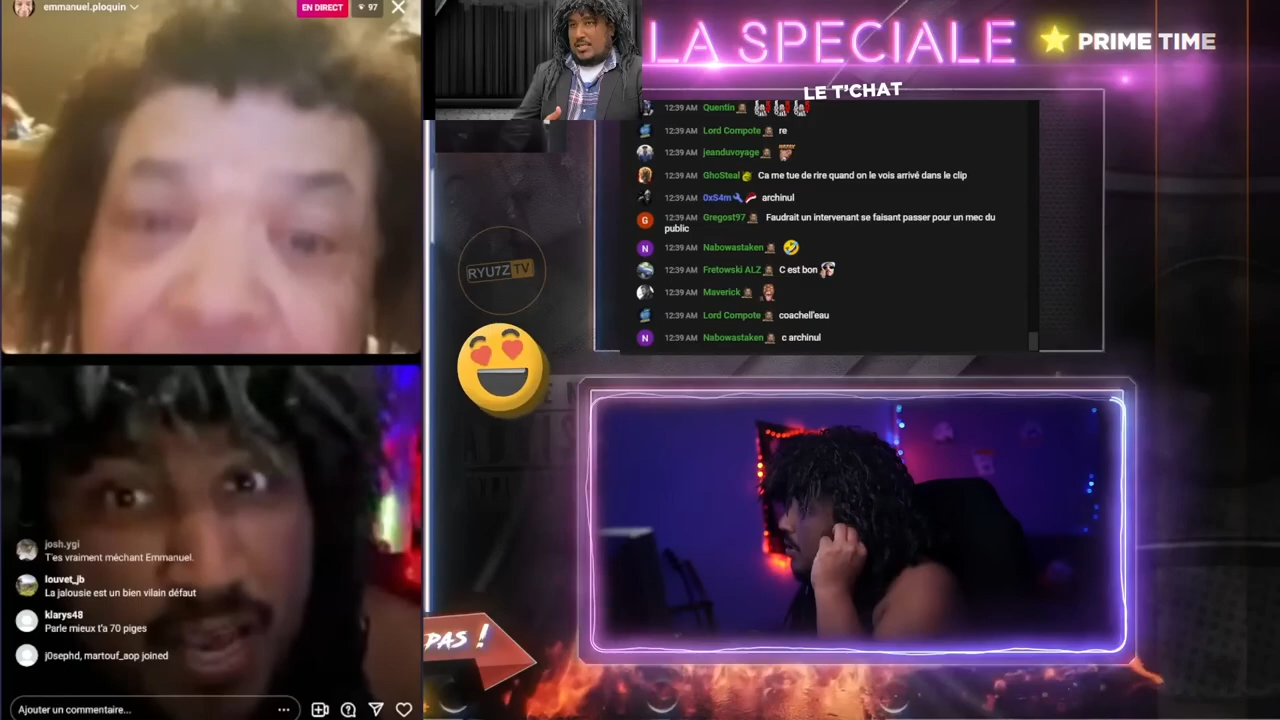 emmanuel.ploquin
EN DIRECT
97
LA SPECIALE
PRIME TIME
LE T'CHAT
12:39 AM Quentin
12:39 AM Lord Compote re
12:39 AM jeanduvoyage
12:39 AM GhoSteal Ca me tue de rire quand on le vois arrivé dans le clip
12:39 AM 0xS4m archinul
G
12:39 AM Gregost97 Faudrait un intervenant se faisant passer pour un mec du
public
N
12:39 AM Nabowastaken
12:39 AM Fretowski ALZ C est bon
12:39 AM Maverick
12:39 AM Lord Compote coachell'eau
N
12:39 AM Nabowastaken c archinul
RYU7Z TV
josh.ygi
T'es vraiment méchant Emmanuel.
louvet_jb
La jalousie est un bien vilain défaut
klarys48
Parle mieux t'a 70 piges
j0sephd, martouf_aop joined
PAS !
Ajouter un commentaire...